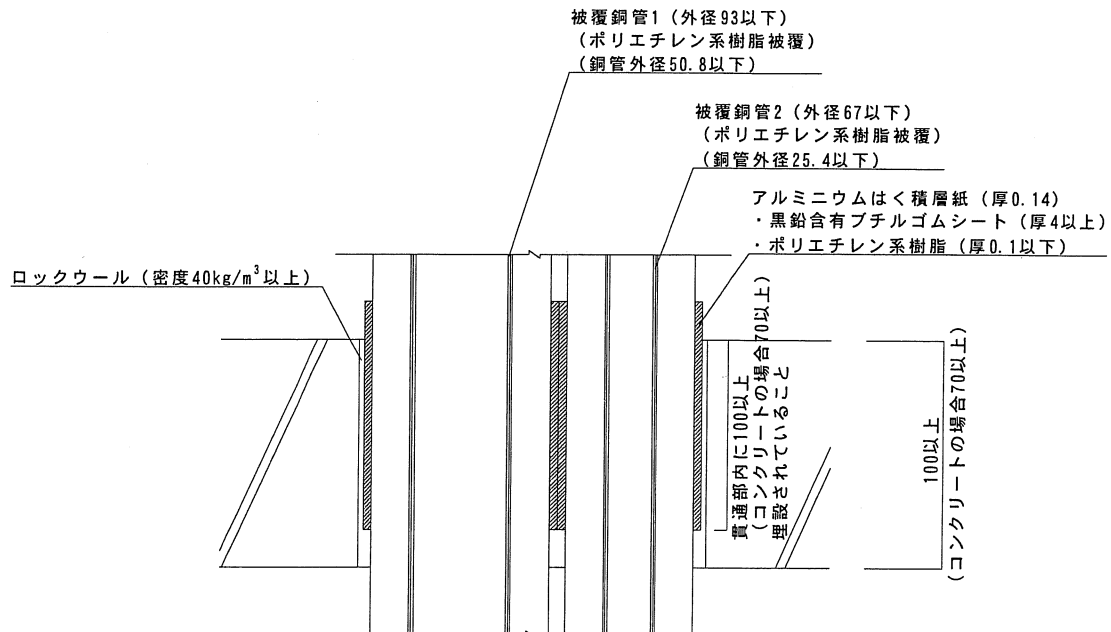 被覆銅管1(外径93以下)
(ポリエチレン系樹脂被覆)
(銅管外径50.8以下)
被覆銅管2(外径67以下)
(ポリエチレン系樹脂被覆)
(銅管外径25.4以下)
アルミニウムはく積層紙(厚0.14)
・黒鉛含有ブチルゴムシート(厚4以上)
・ポリエチレン系樹脂(厚0.1以下)
ロックウール(密度40kg/m³以上)
貫通部内に100以上
(コンクリートの場合70以上)
埋設されていること
100以上
(コンクリートの場合70以上)